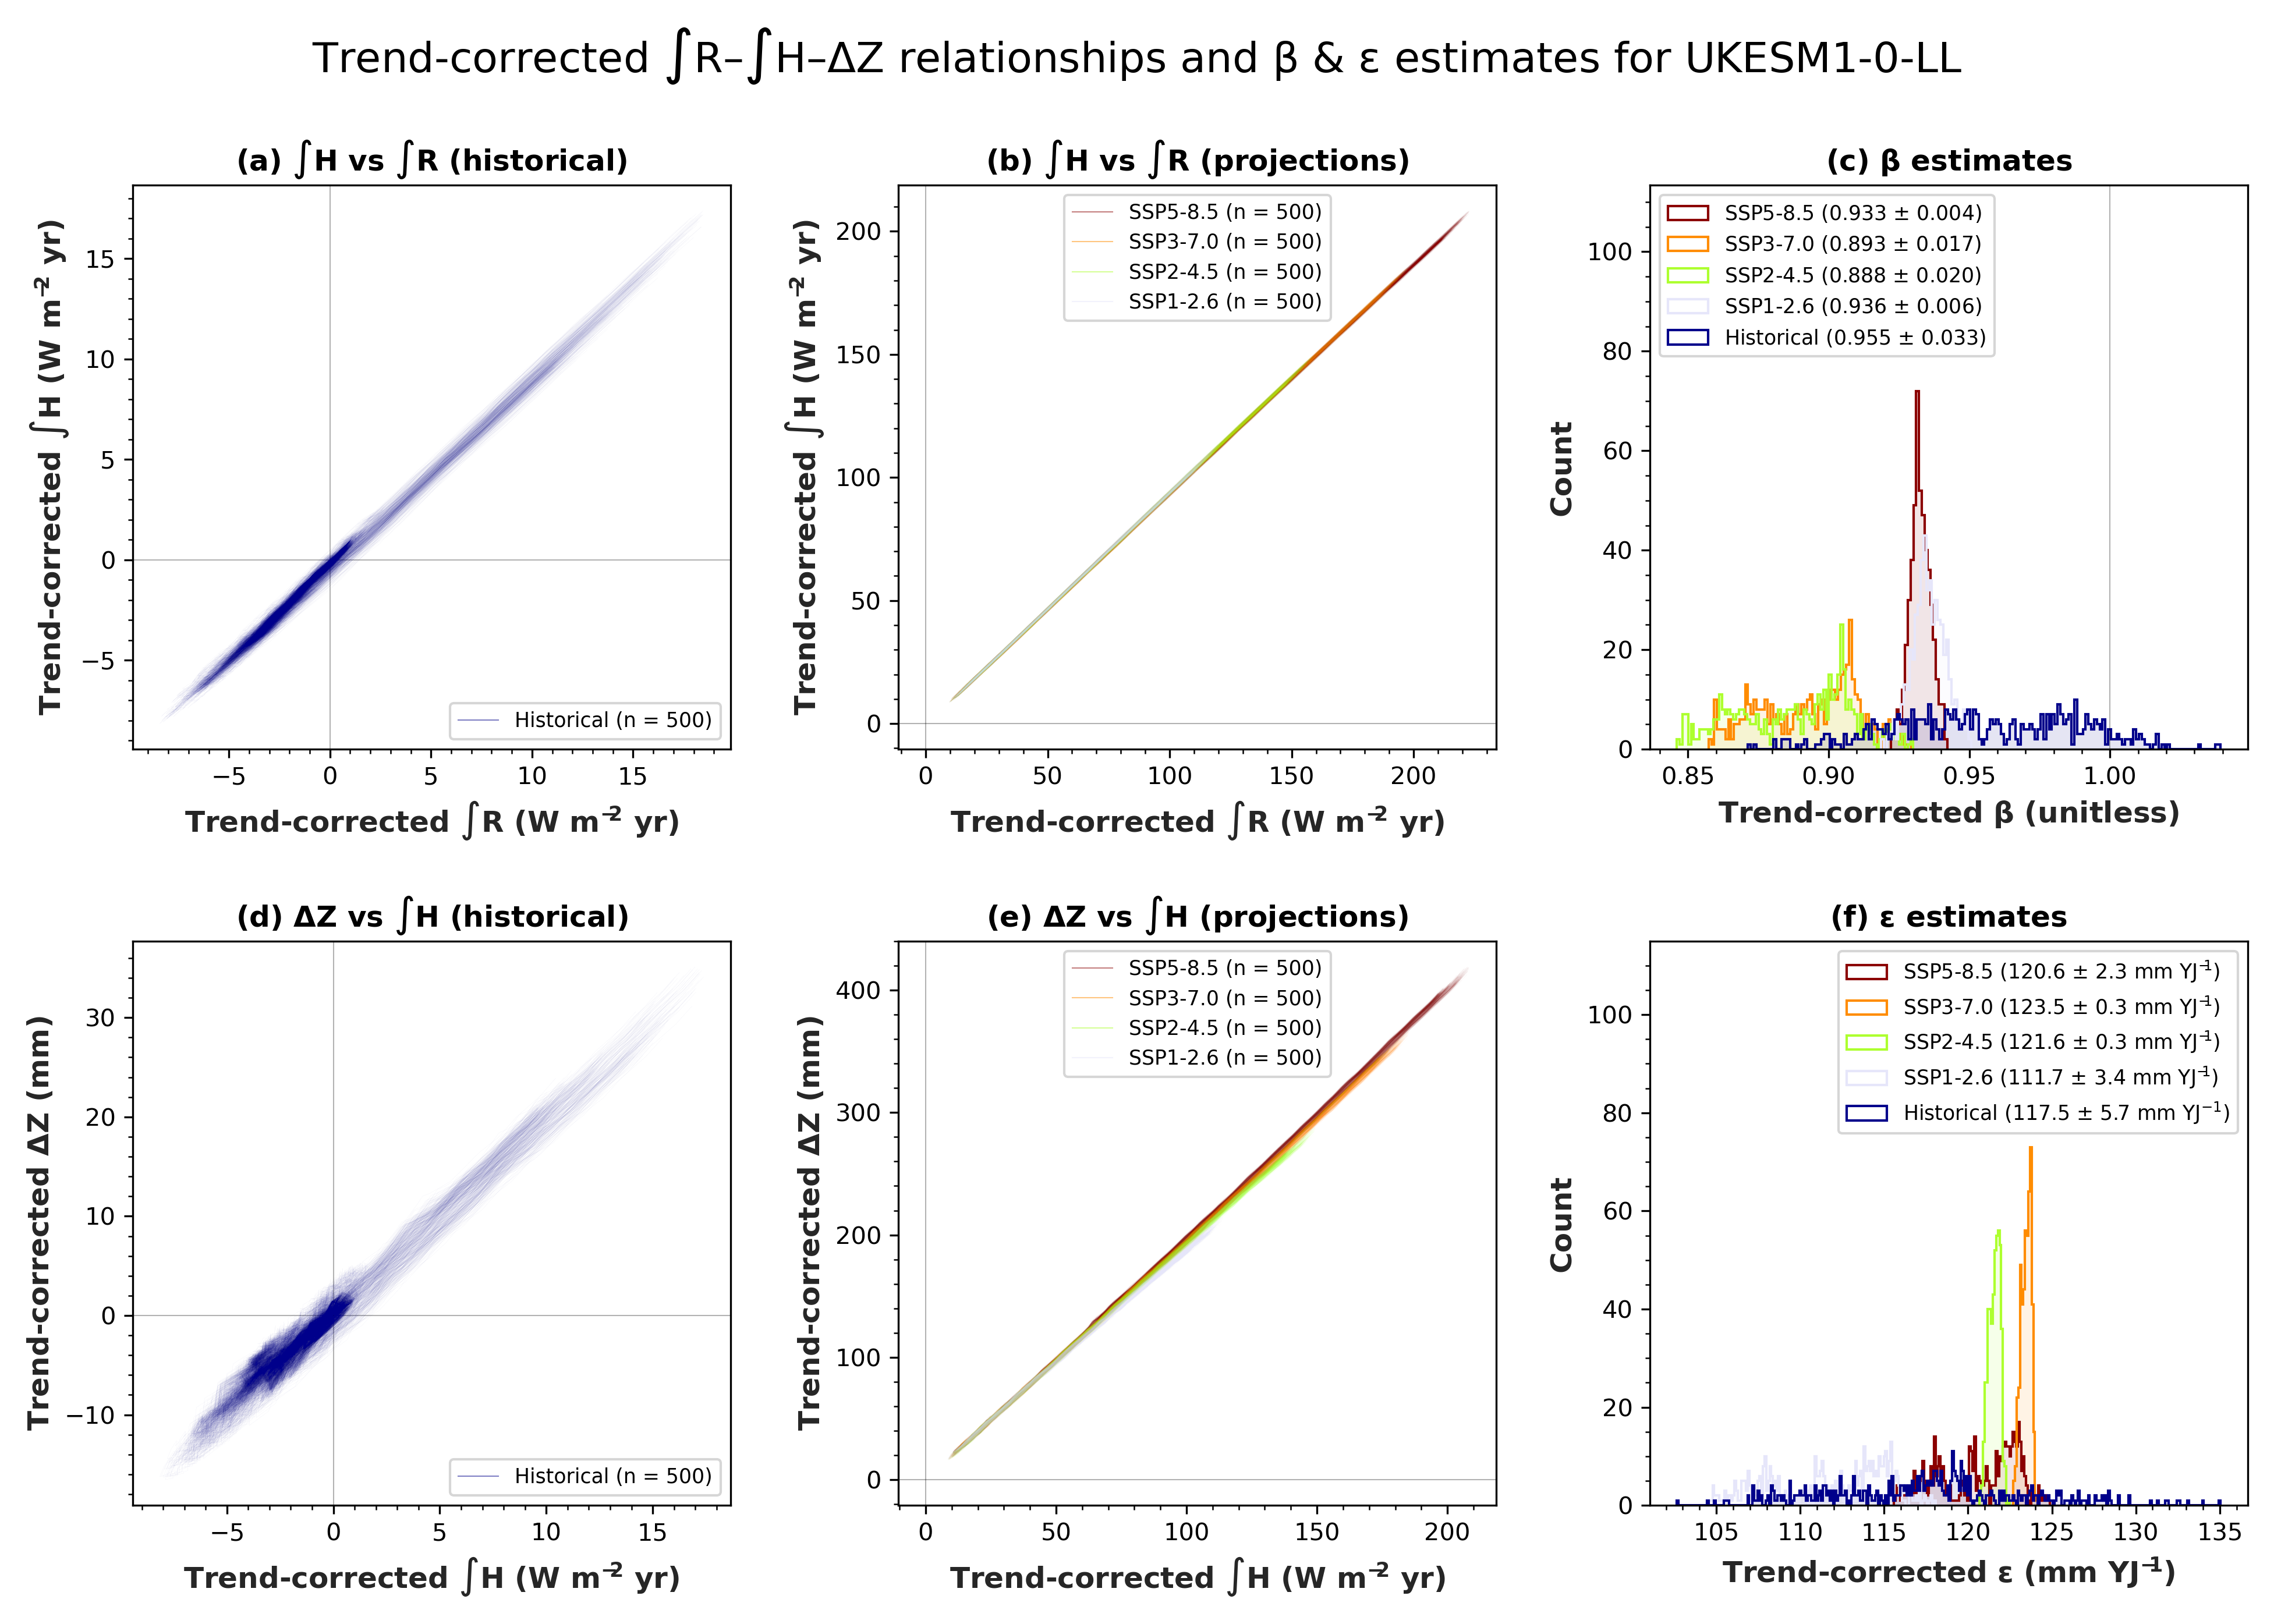 Trend-corrected ∫R–∫H–ΔZ relationships and β & ε estimates for UKESM1-0-LL
(a) ∫H vs ∫R (historical)
Trend-corrected ∫H (W m⁻² yr)
15
10
5
0
−5
Historical (n = 500)
−5 0 5 10 15
Trend-corrected ∫R (W m⁻² yr)
(b) ∫H vs ∫R (projections)
Trend-corrected ∫H (W m⁻² yr)
200
150
100
50
0
SSP5-8.5 (n = 500)
SSP3-7.0 (n = 500)
SSP2-4.5 (n = 500)
SSP1-2.6 (n = 500)
0 50 100 150 200
Trend-corrected ∫R (W m⁻² yr)
(c) β estimates
Count
100
80
60
40
20
0
SSP5-8.5 (0.933 ± 0.004)
SSP3-7.0 (0.893 ± 0.017)
SSP2-4.5 (0.888 ± 0.020)
SSP1-2.6 (0.936 ± 0.006)
Historical (0.955 ± 0.033)
0.85 0.90 0.95 1.00
Trend-corrected β (unitless)
(d) ΔZ vs ∫H (historical)
Trend-corrected ΔZ (mm)
30
20
10
0
−10
Historical (n = 500)
−5 0 5 10 15
Trend-corrected ∫H (W m⁻² yr)
(e) ΔZ vs ∫H (projections)
Trend-corrected ΔZ (mm)
400
300
200
100
0
SSP5-8.5 (n = 500)
SSP3-7.0 (n = 500)
SSP2-4.5 (n = 500)
SSP1-2.6 (n = 500)
0 50 100 150 200
Trend-corrected ∫H (W m⁻² yr)
(f) ε estimates
Count
100
80
60
40
20
0
SSP5-8.5 (120.6 ± 2.3 mm YJ⁻¹)
SSP3-7.0 (123.5 ± 0.3 mm YJ⁻¹)
SSP2-4.5 (121.6 ± 0.3 mm YJ⁻¹)
SSP1-2.6 (111.7 ± 3.4 mm YJ⁻¹)
Historical (117.5 ± 5.7 mm YJ⁻¹)
105 110 115 120 125 130 135
Trend-corrected ε (mm YJ⁻¹)